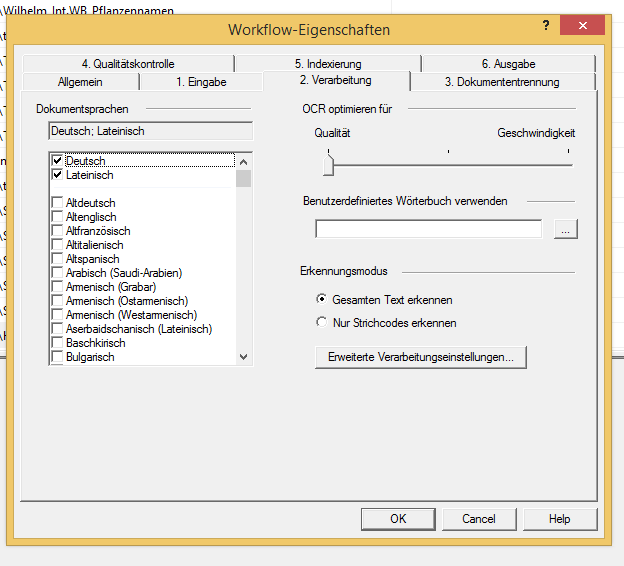 \Wilhelm_Int.WB_Pflanzennamen
Workflow-Eigenschaften
?
4. Qualitätskontrolle
5. Indexierung
6. Ausgabe
Allgemein
1. Eingabe
2. Verarbeitung
3. Dokumententrennung
Dokumentsprachen
Deutsch; Lateinisch
Deutsch
Lateinisch
Altdeutsch
Altenglisch
Altfranzösisch
Altitalienisch
Altspanisch
Arabisch (Saudi-Arabien)
Armenisch (Grabar)
Armenisch (Ostarmenisch)
Armenisch (Westarmenisch)
Aserbaidschanisch (Lateinisch)
Baschkirisch
Bulgarisch
OCR optimieren für
Qualität
Geschwindigkeit
Benutzerdefiniertes Wörterbuch verwenden
...
Erkennungsmodus
Gesamten Text erkennen
Nur Strichcodes erkennen
Erweiterte Verarbeitungseinstellungen...
OK
Cancel
Help